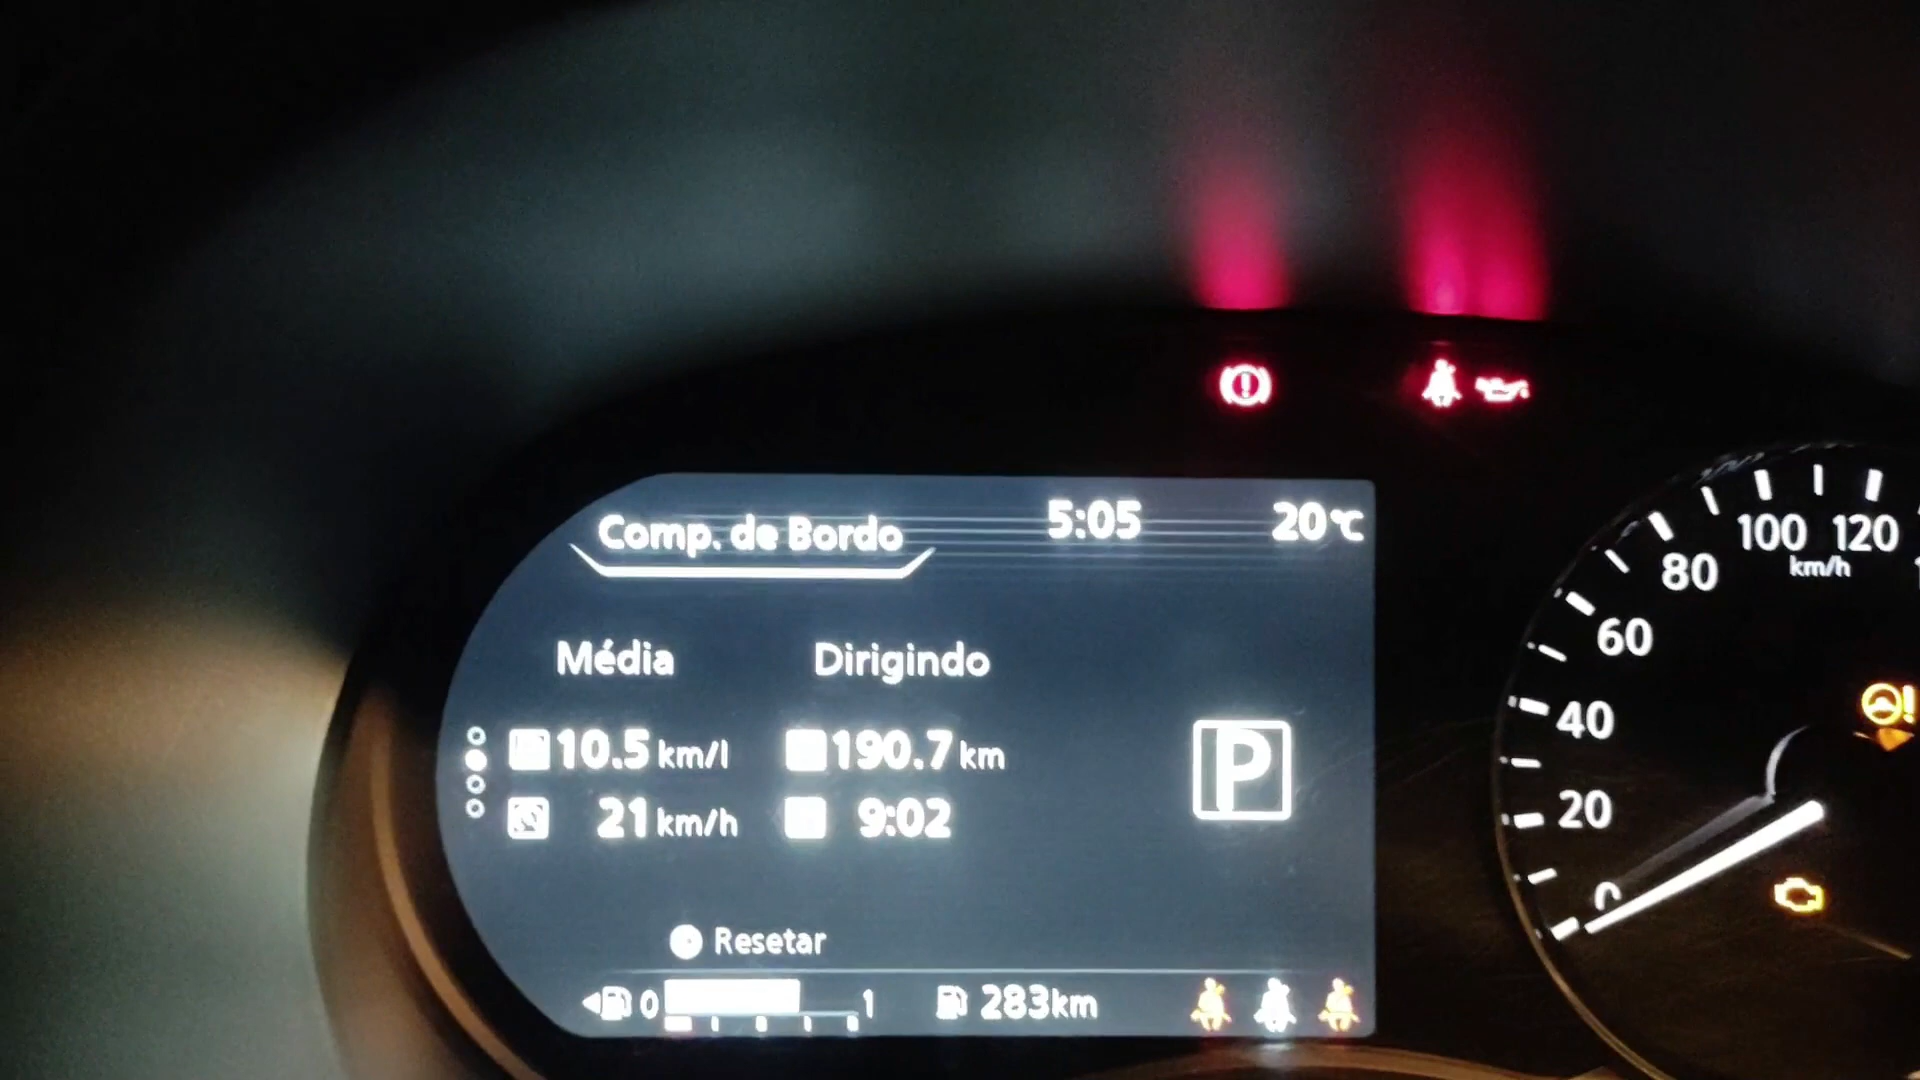 Comp. de Bordo 5:05 20°C
Média Dirigindo
10.5 km/l 190.7 km
P
21 km/h 9:02
Resetar
0 1 283km
100 120
km/h
80
60
40
20
0